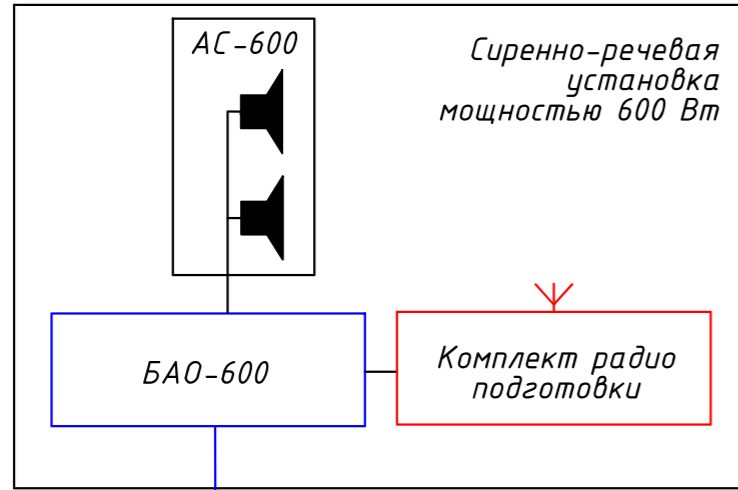 АС-600
Сиренно-речевая
установка
мощностью 600 Вт
БАО-600
Комплект радио
подготовки